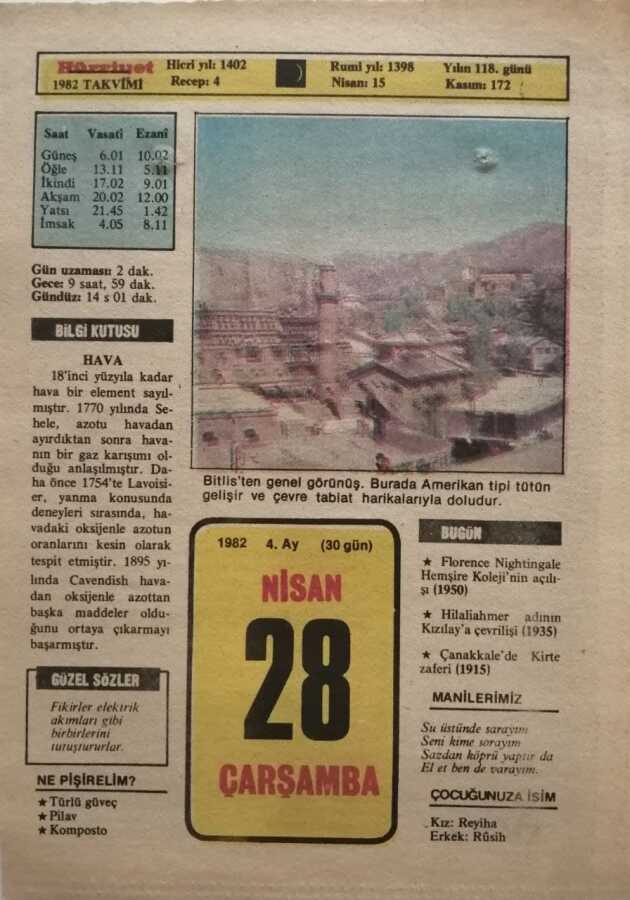 Hürriyet
1982 TAKVİMİ
Hicri yıl: 1402
Recep: 4
Rumi yıl: 1398
Nisan: 15
Yılın 118. günü
Kasım: 172
Saat Vasatî Ezanî
Güneş 6.01 10.02
Öğle 13.11 5.11
İkindi 17.02 9.01
Akşam 20.02 12.00
Yatsı 21.45 1.42
İmsak 4.05 8.11
Gün uzaması: 2 dak.
Gece: 9 saat, 59 dak.
Gündüz: 14 s 01 dak.
BiLGi KUTUSU
HAVA
18'inci yüzyıla kadar
hava bir element sayıl-
mıştır. 1770 yılında Se-
hele, azotu havadan
ayırdıktan sonra hava-
nın bir gaz karışımı ol-
duğu anlaşılmıştır. Da-
ha önce 1754'te Lavoisi-
er, yanma konusunda
deneyleri sırasında, ha-
vadaki oksijenle azotun
oranlarını kesin olarak
tespit etmiştir. 1895 yı-
lında Cavendish hava-
dan oksijenle azottan
başka maddeler oldu-
ğunu ortaya çıkarmayı
başarmıştır.
GÜZEL SÖZLER
Fikirler elektrik
akımları gibi
birbirlerini
tutuştururlar.
NE PİŞİRELİM?
★ Türlü güveç
★ Pilav
★ Komposto
Bitlis'ten genel görünüş. Burada Amerikan tipi tütün
gelişir ve çevre tabiat harikalarıyla doludur.
1982 4. Ay (30 gün)
NİSAN
28
ÇARŞAMBA
BUGÜN
★ Florence Nightingale
Hemşire Koleji'nin açılı-
şı (1950)
★ Hilaliahmer adının
Kızılay'a çevrilişi (1935)
★ Çanakkale'de Kirte
zaferi (1915)
MANİLERİMİZ
Su üstünde sarayım
Seni kime sorayım
Sazdan köprü yaptır da
El et ben de varayım.
ÇOCUĞUNUZA İSİM
Kız: Reyiha
Erkek: Rûsih